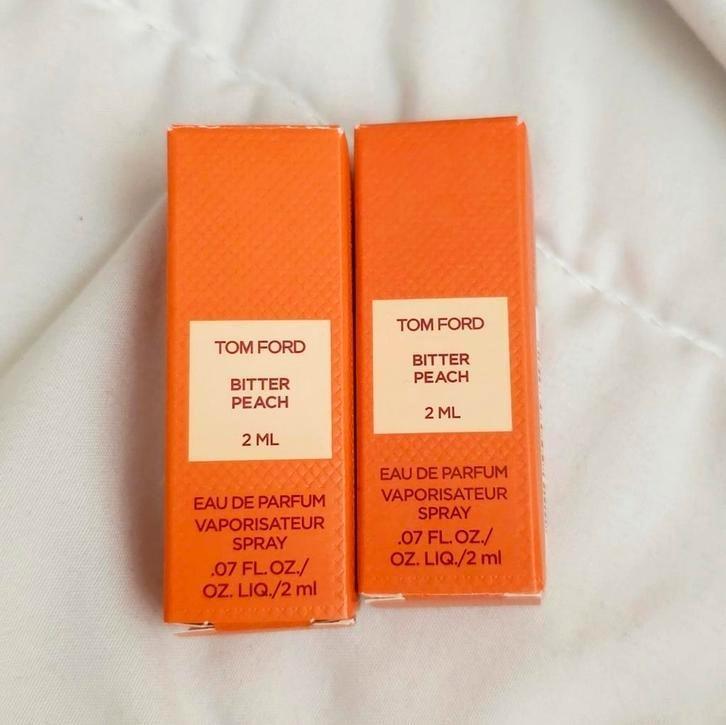 TOM FORD
BITTER
PEACH
2 ML
EAU DE PARFUM
VAPORISATEUR
SPRAY
.07 FL. OZ./
OZ. LIQ./2 ml
TOM FORD
BITTER
PEACH
2 ML
EAU DE PARFUM
VAPORISATEUR
SPRAY
.07 FL. OZ./
OZ. LIQ./2 ml